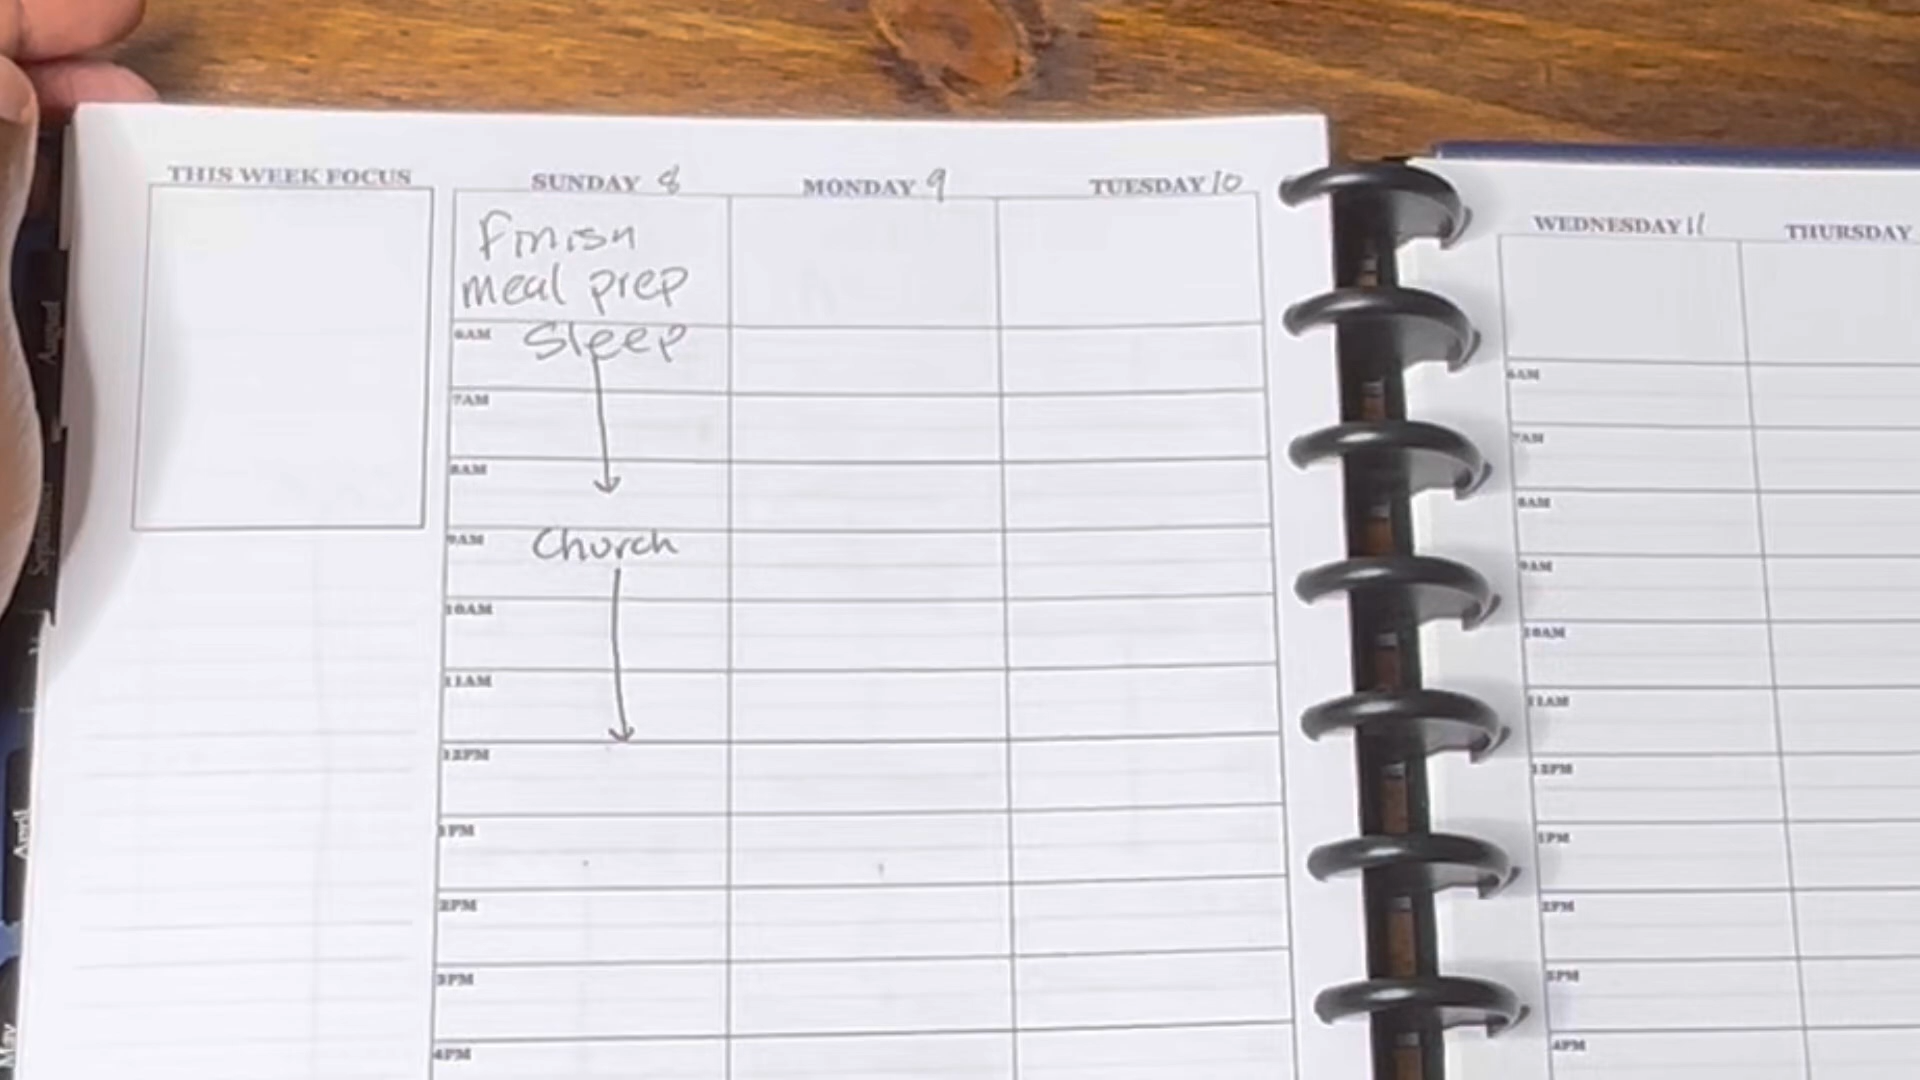 THIS WEEK FOCUS
SUNDAY 8
MONDAY 9
TUESDAY 10
Finish
meal prep
6AM Sleep
7AM
8AM
9AM Church
10AM
11AM
12PM
1PM
2PM
3PM
4PM
WEDNESDAY 11
THURSDAY
6AM
7AM
8AM
9AM
10AM
11AM
12PM
1PM
2PM
3PM
4PM
August
September
April
May